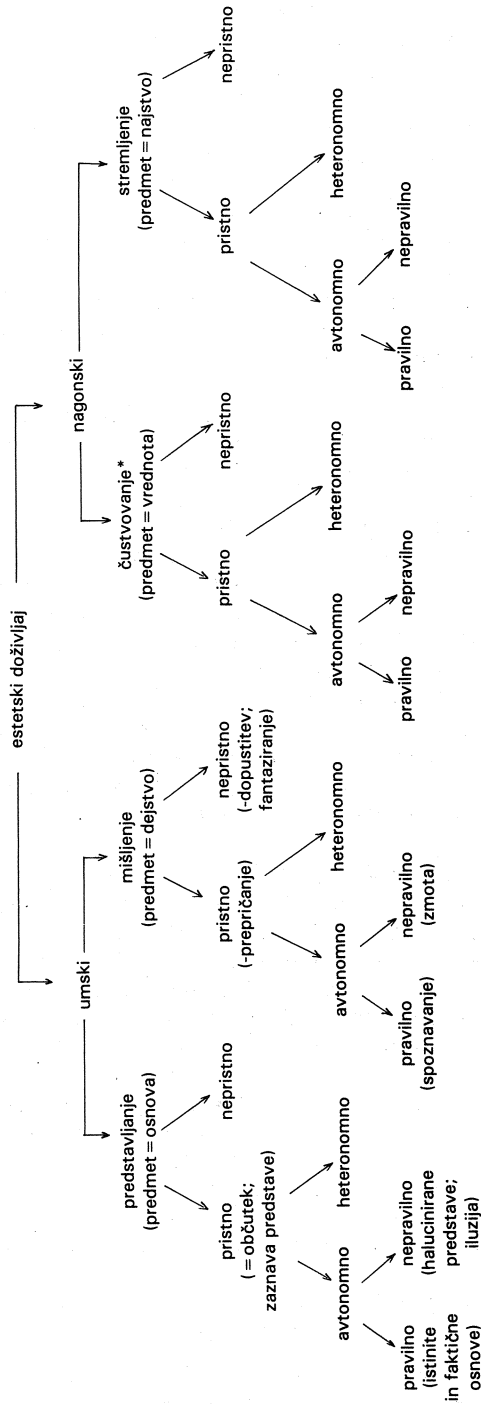 estetski doživljaj
umski
nagonski
predstavljanje
(predmet = osnova)
mišljenje
(predmet = dejstvo)
čustvovanje*
(predmet = vrednota)
stremljenje
(predmet = najstvo)
pristno
(= občutek;
zaznava predstave)
nepristno
pristno
(-prepričanje)
nepristno
(-dopustitev;
fantaziranje)
pristno
nepristno
pristno
nepristno
avtonomno
heteronomno
avtonomno
heteronomno
avtonomno
heteronomno
avtonomno
heteronomno
pravilno
(istinite
in faktične
osnove)
nepravilno
(halucinirane
predstave;
iluzija)
pravilno
(spoznavanje)
nepravilno
(zmota)
pravilno
nepravilno
pravilno
nepravilno